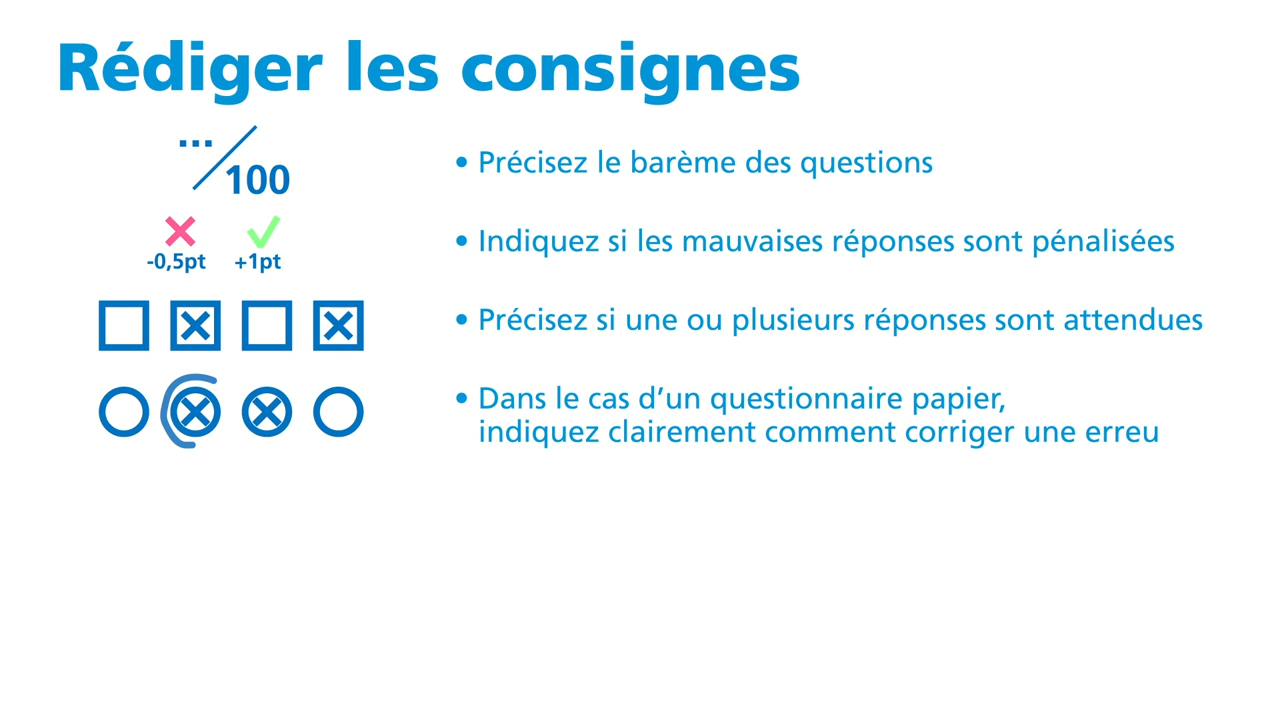 Rédiger les consignes
...
100
-0,5pt +1pt
• Précisez le barème des questions
• Indiquez si les mauvaises réponses sont pénalisées
• Précisez si une ou plusieurs réponses sont attendues
• Dans le cas d’un questionnaire papier,
indiquez clairement comment corriger une erreu